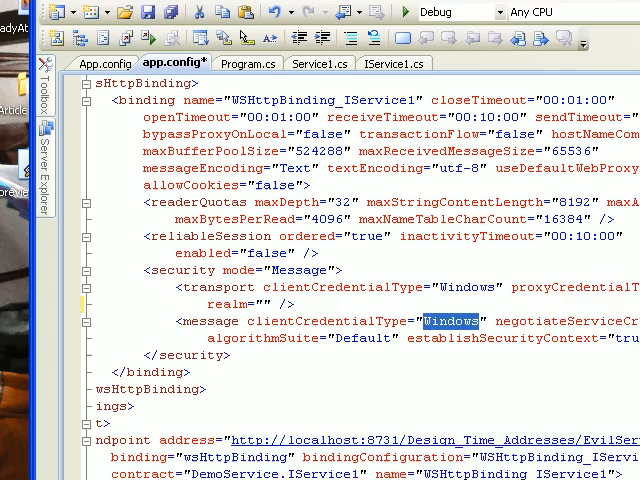 adyAt
Article
orevie
Debug
Any CPU
Toolbox
Server Explorer
App.config
app.config*
Program.cs
Service1.cs
IService1.cs
sHttpBinding>
<binding name="WSHttpBinding_IService1" closeTimeout="00:01:00"
openTimeout="00:01:00" receiveTimeout="00:10:00" sendTimeout="
bypassProxyOnLocal="false" transactionFlow="false" hostNameCom
maxBufferPoolSize="524288" maxReceivedMessageSize="65536"
messageEncoding="Text" textEncoding="utf-8" useDefaultWebProxy
allowCookies="false">
<readerQuotas maxDepth="32" maxStringContentLength="8192" maxA
maxBytesPerRead="4096" maxNameTableCharCount="16384" />
<reliableSession ordered="true" inactivityTimeout="00:10:00"
enabled="false" />
<security mode="Message">
<transport clientCredentialType="Windows" proxyCredentialT
realm="" />
<message clientCredentialType="Windows" negotiateServiceCr
algorithmSuite="Default" establishSecurityContext="tru
</security>
</binding>
wsHttpBinding>
ings>
t>
ndpoint address="http://localhost:8731/Design_Time_Addresses/EvilServ
binding="wsHttpBinding" bindingConfiguration="WSHttpBinding_IServi
contract="DemoService.IService1" name="WSHttpBinding_IService1">